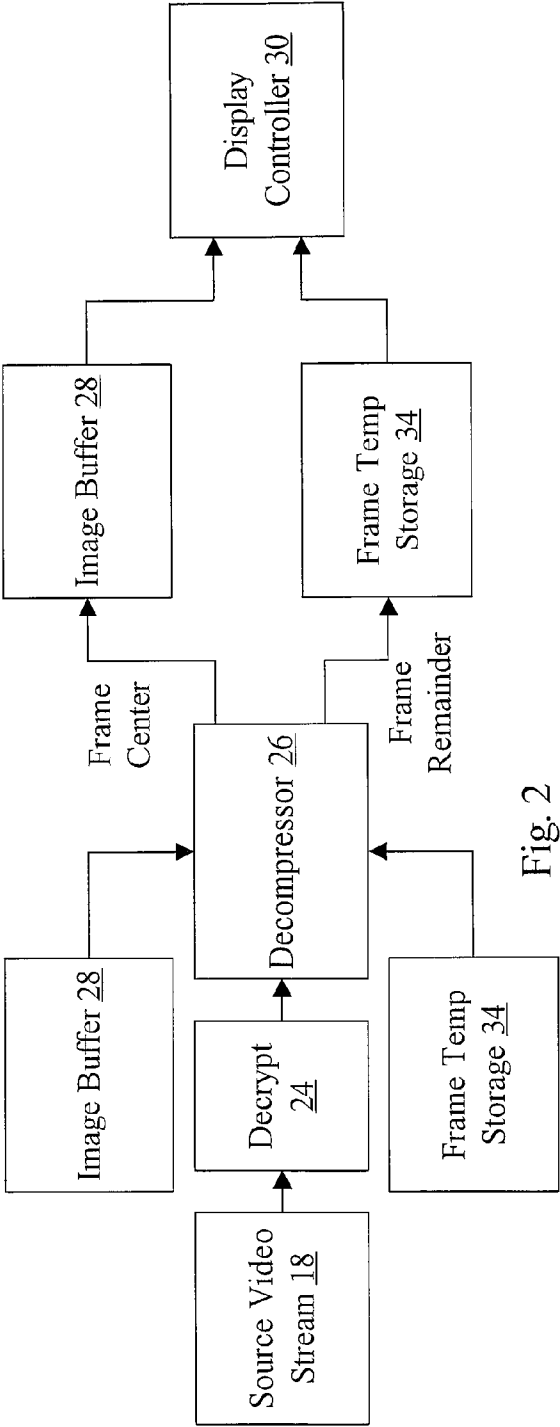 Source Video
Stream 18
Decrypt
24
Image Buffer 28
Frame Temp
Storage 34
Decompressor 26
Frame
Center
Frame
Remainder
Image Buffer 28
Frame Temp
Storage 34
Display
Controller 30
Fig. 2